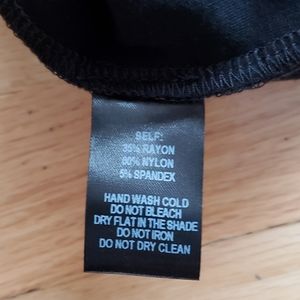 SELF:
35% RAYON
60% NYLON
5% SPANDEX
HAND WASH COLD
DO NOT BLEACH
DRY FLAT IN THE SHADE
DO NOT IRON
DO NOT DRY CLEAN